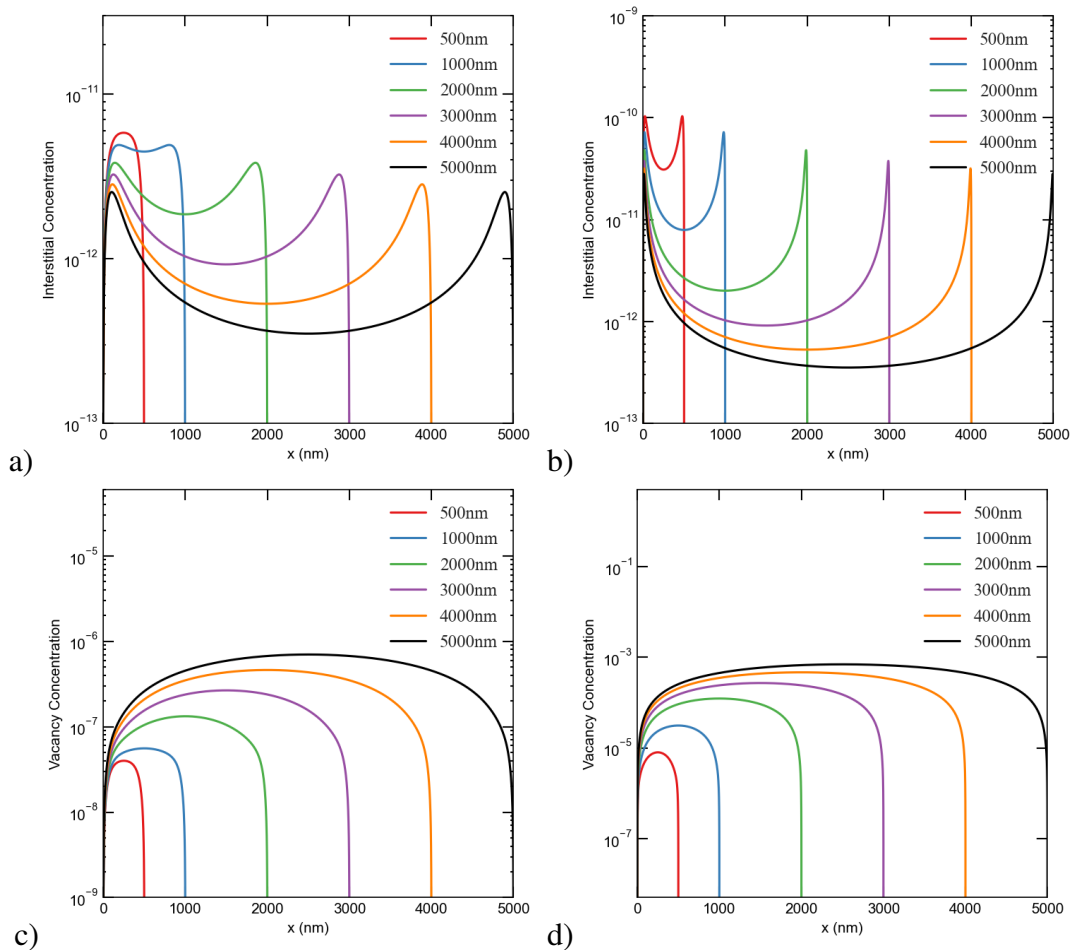 Interstitial Concentration
10⁻¹¹
10⁻¹²
10⁻¹³
500nm
1000nm
2000nm
3000nm
4000nm
5000nm
0 1000 2000 3000 4000 5000
x (nm)
a)
Interstitial Concentration
10⁻⁹
10⁻¹⁰
10⁻¹¹
10⁻¹²
10⁻¹³
500nm
1000nm
2000nm
3000nm
4000nm
5000nm
0 1000 2000 3000 4000 5000
x (nm)
b)
Vacancy Concentration
10⁻⁵
10⁻⁶
10⁻⁷
10⁻⁸
10⁻⁹
500nm
1000nm
2000nm
3000nm
4000nm
5000nm
0 1000 2000 3000 4000 5000
x (nm)
c)
Vacancy Concentration
10⁻¹
10⁻³
10⁻⁵
10⁻⁷
500nm
1000nm
2000nm
3000nm
4000nm
5000nm
0 1000 2000 3000 4000 5000
x (nm)
d)